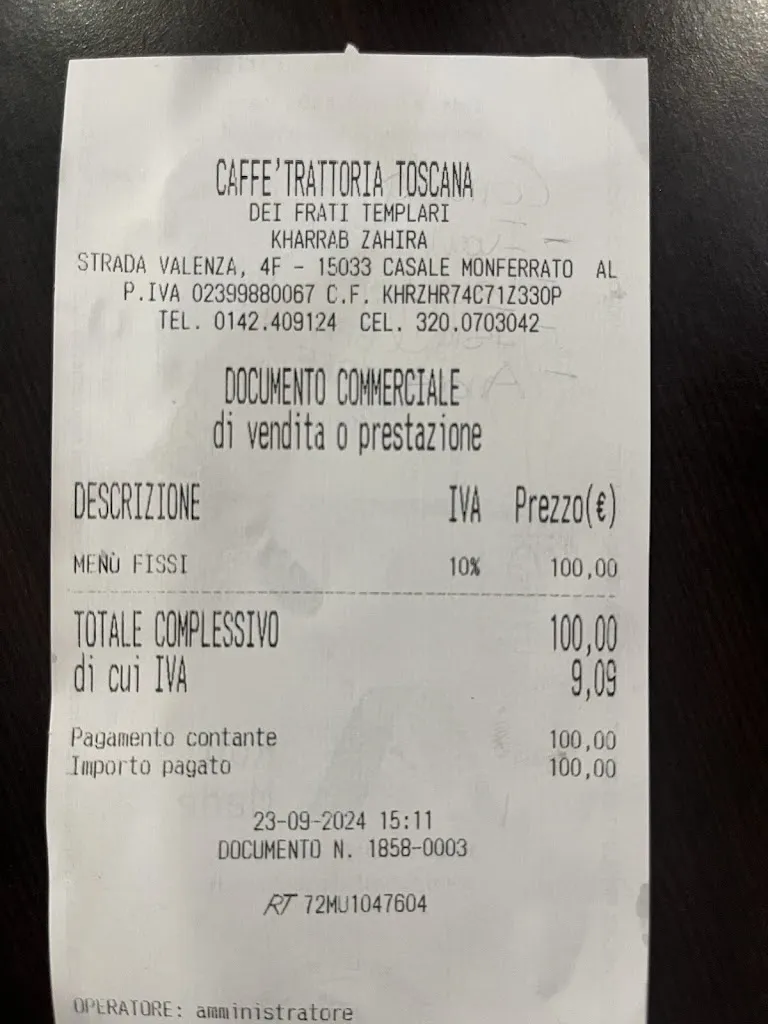 CAFFE'TRATTORIA TOSCANA
DEI FRATI TEMPLARI
KHARRAB ZAHIRA
STRADA VALENZA, 4F - 15033 CASALE MONFERRATO AL
P.IVA 02399880067 C.F. KHRZHR74C71Z330P
TEL. 0142.409124 CEL. 320.0703042
DOCUMENTO COMMERCIALE
di vendita o prestazione
DESCRIZIONE IVA Prezzo(€)
MENÙ FISSI 10% 100,00
TOTALE COMPLESSIVO 100,00
di cui IVA 9,09
Pagamento contante 100,00
Importo pagato 100,00
23-09-2024 15:11
DOCUMENTO N. 1858-0003
RT 72MU1047604
OPERATORE: amministratore